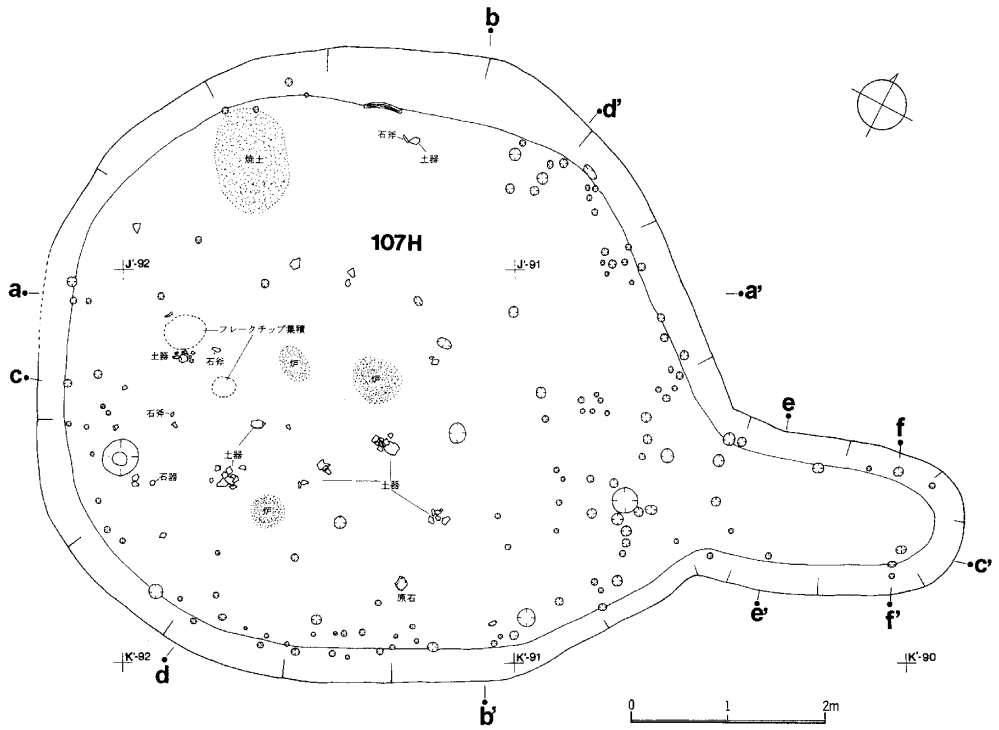 b
d'
石斧
土器
焼土
107H
J'-92
J'-91
a
a'
フレークチップ集積
土器
石斧
炉
炉
c
e
f
石斧
土器
石器
土器
炉
原石
c'
e'
f'
K'-92
K'-91
K'-90
d
b'
0 1 2m